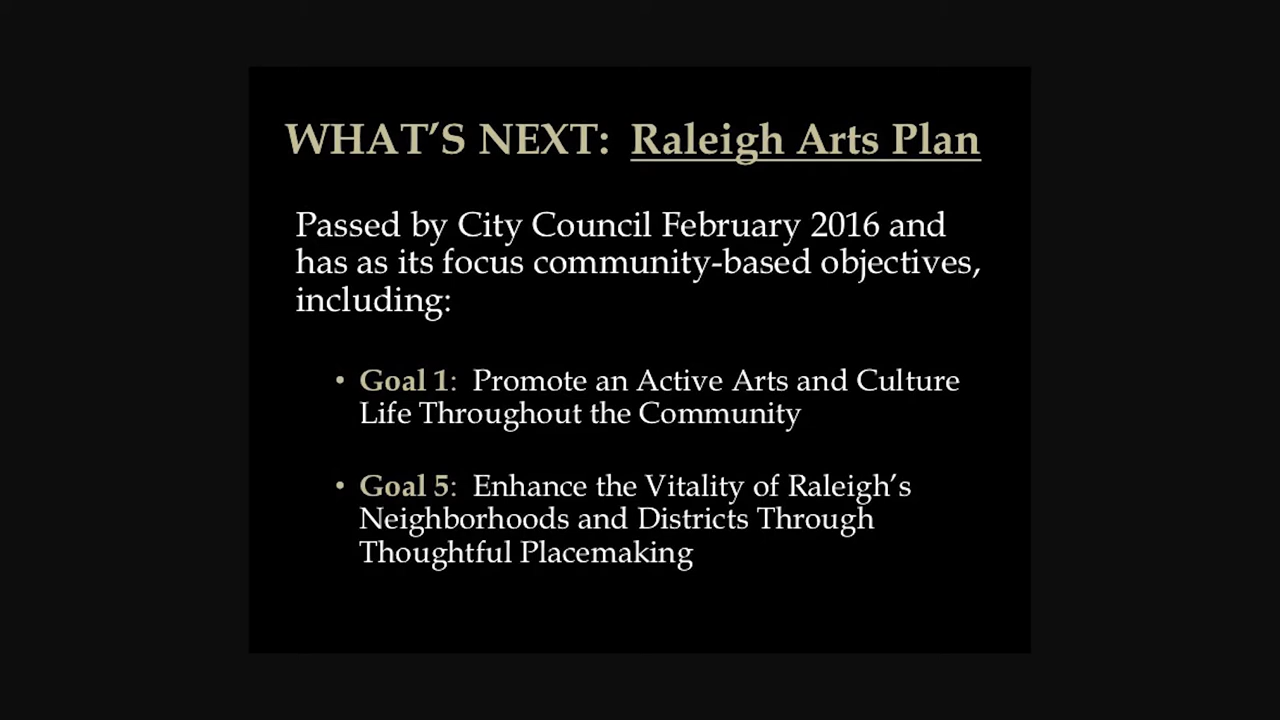 WHAT’S NEXT: Raleigh Arts Plan
Passed by City Council February 2016 and
has as its focus community-based objectives,
including:
• Goal 1: Promote an Active Arts and Culture
Life Throughout the Community
• Goal 5: Enhance the Vitality of Raleigh’s
Neighborhoods and Districts Through
Thoughtful Placemaking